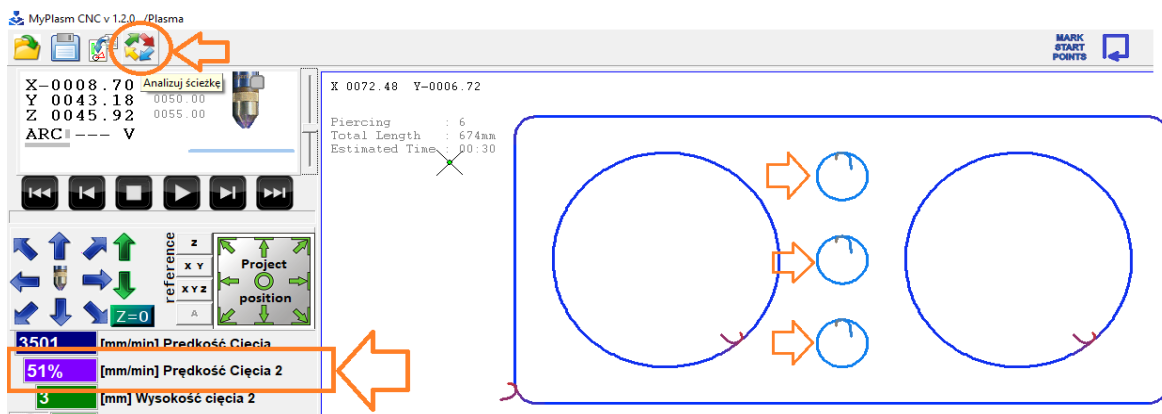 MyPlasm CNC v 1.2.0 /Plasma
MARK
START
POINTS
Analizuj ścieżkę
X-0008.70
Y 0043.18 0050.00
Z 0045.92 0055.00
ARC --- V
X 0072.48 Y-0006.72
Piercing : 6
Total Length : 674mm
Estimated Time : 00:30
reference
Z
X Y
X Y Z
A
Project
position
Z=0
3501 [mm/min] Prędkość Cięcia
51% [mm/min] Prędkość Cięcia 2
3 [mm] Wysokość cięcia 2